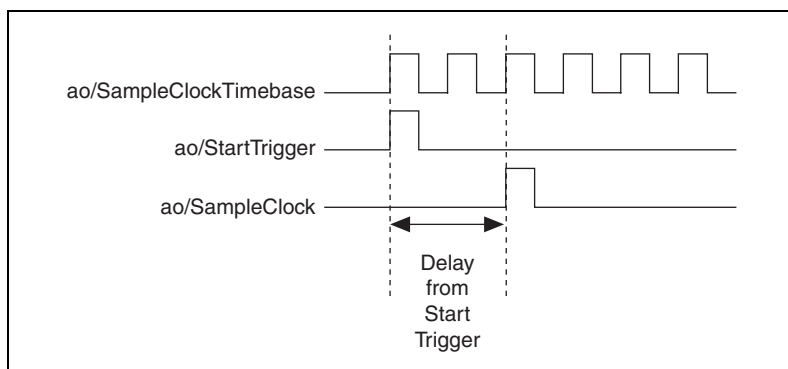 ao/SampleClockTimebase
ao/StartTrigger
ao/SampleClock
Delay
from
Start
Trigger